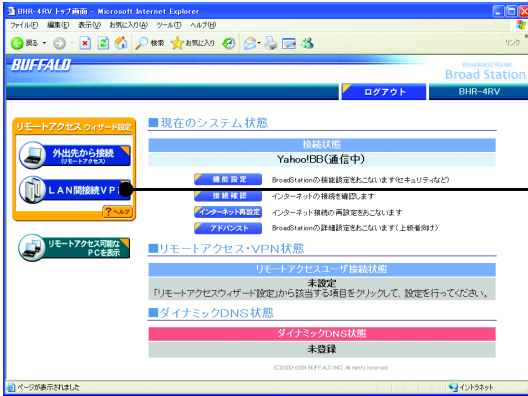 BHR-4RV トップ画面 - Microsoft Internet Explorer
ファイル(F) 編集(E) 表示(V) お気に入り(A) ツール(T) ヘルプ(H)
戻る 検索 お気に入り リンク
BUFFALO
BroadBand Router
Broad Station
ログアウト BHR-4RV
リモートアクセス ウィザード設定
外出先から接続
(リモートアクセス)
LAN間接続VP
?ヘルプ
リモートアクセス可能な
PCを表示
■現在のシステム状態
接続状態
Yahoo!BB(通信中)
機能設定 BroadStationの機能設定をおこないます(セキュリティなど)
接続確認 インターネットの接続を確認します
インターネット再設定 インターネット接続の再設定をおこないます
アドバンスト BroadStationの詳細設定をおこないます(上級者向け)
■リモートアクセス・VPN状態
リモートアクセスユーザ接続状態
未設定
「リモートアクセスウィザード設定」から該当する項目をクリックして、設定を行ってください。
■ダイナミックDNS状態
ダイナミックDNS状態
未登録
(C)2000-2004 BUFFALO INC. All rights reserved.
ページが表示されました イントラネット